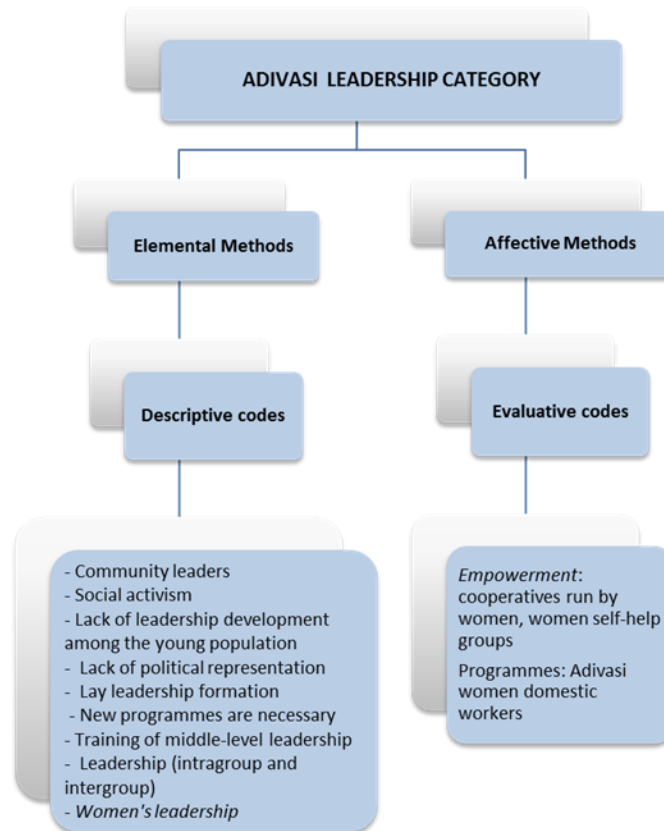 ADIVASI LEADERSHIP CATEGORY
Elemental Methods
Affective Methods
Descriptive codes
Evaluative codes
- Community leaders
- Social activism
- Lack of leadership development
among the young population
- Lack of political representation
- Lay leadership formation
- New programmes are necessary
- Training of middle-level leadership
- Leadership (intragroup and
intergroup)
- Women's leadership
Empowerment:
cooperatives run by
women, women self-help
groups
Programmes: Adivasi
women domestic
workers